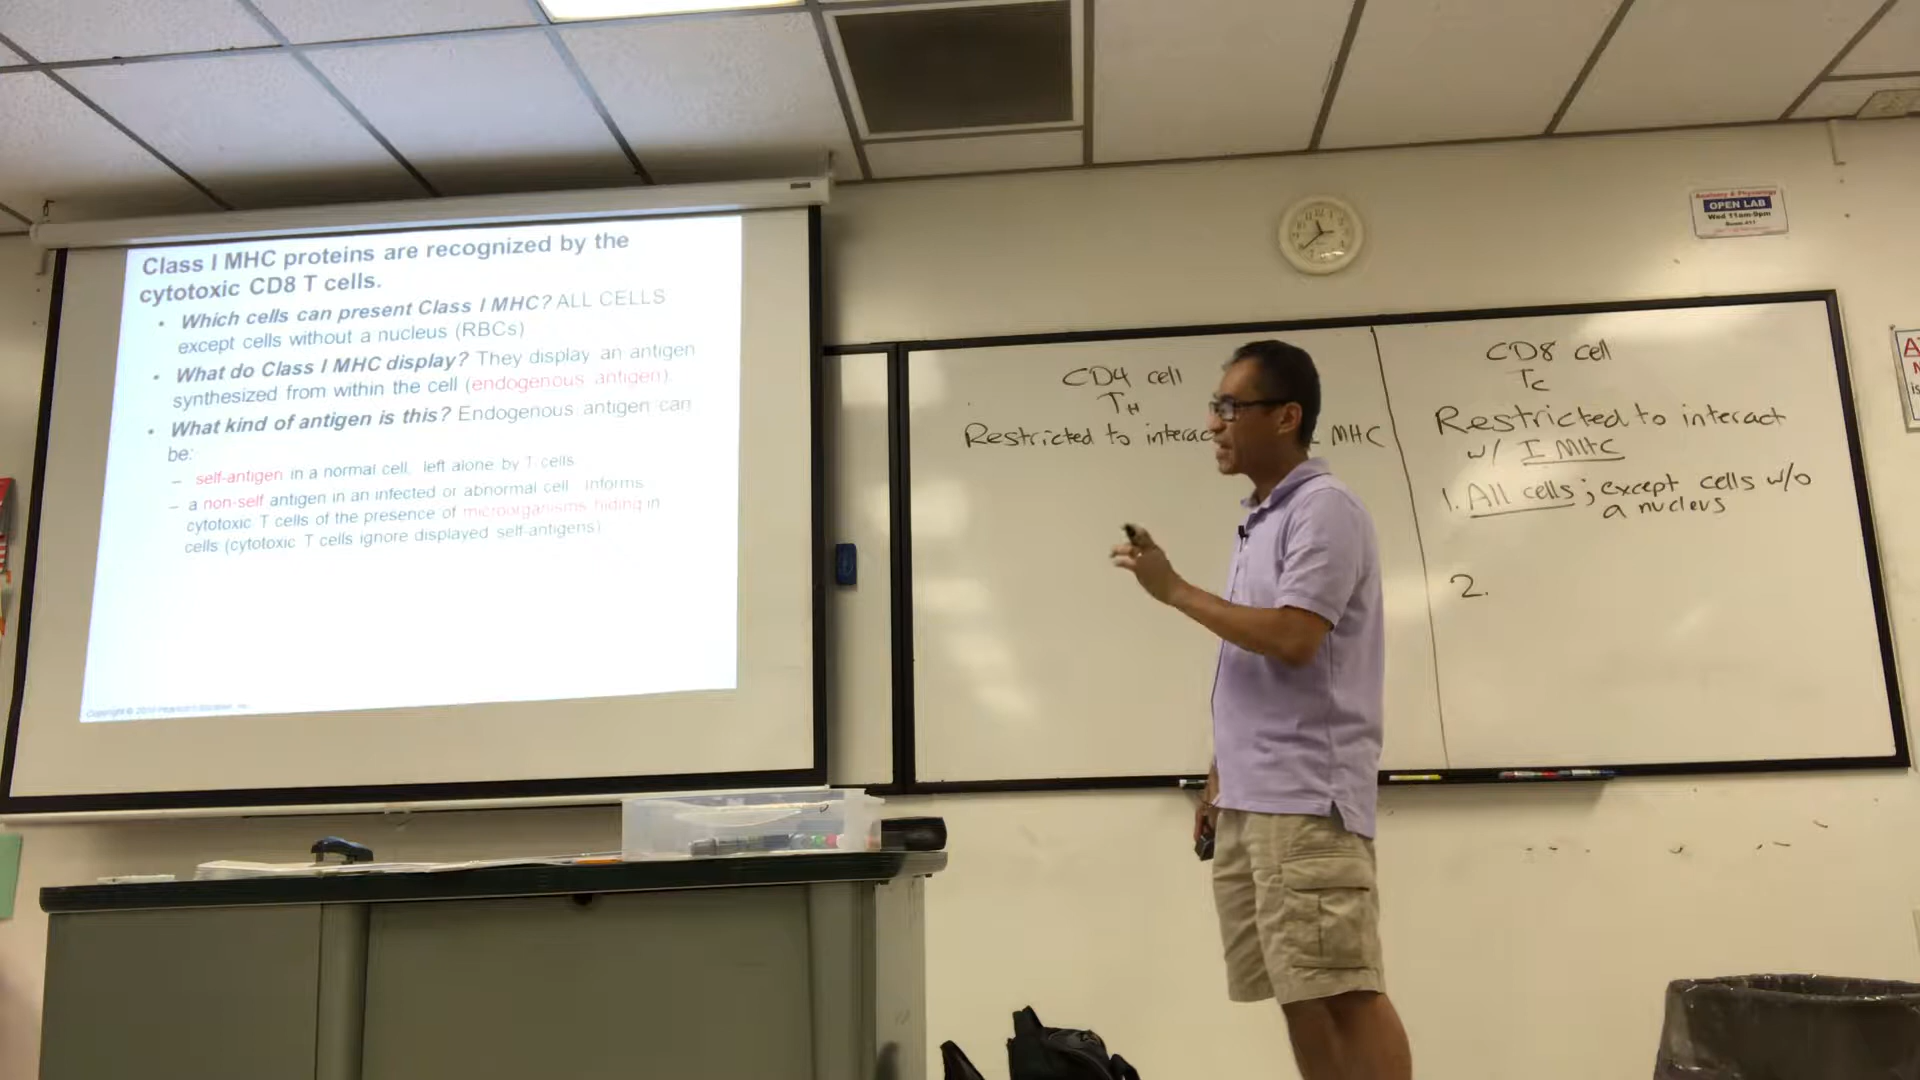 Class I MHC proteins are recognized by the
cytotoxic CD8 T cells.
• Which cells can present Class I MHC? ALL CELLS
except cells without a nucleus (RBCs)
• What do Class I MHC display? They display an antigen
synthesized from within the cell (endogenous antigen)
• What kind of antigen is this? Endogenous antigen can
be:
– self-antigen in a normal cell, left alone by T cells
– a non-self antigen in an infected or abnormal cell. Informs
cytotoxic T cells of the presence of microorganisms hiding in
cells (cytotoxic T cells ignore displayed self-antigens)
CD4 cell
TH
Restricted to interac MHC
CD8 cell
TC
Restricted to interact
w/ I MHC
1. All cells; except cells w/o
a nucleus
2.
Anatomy & Physiology
OPEN LAB
Wed 11am-9pm